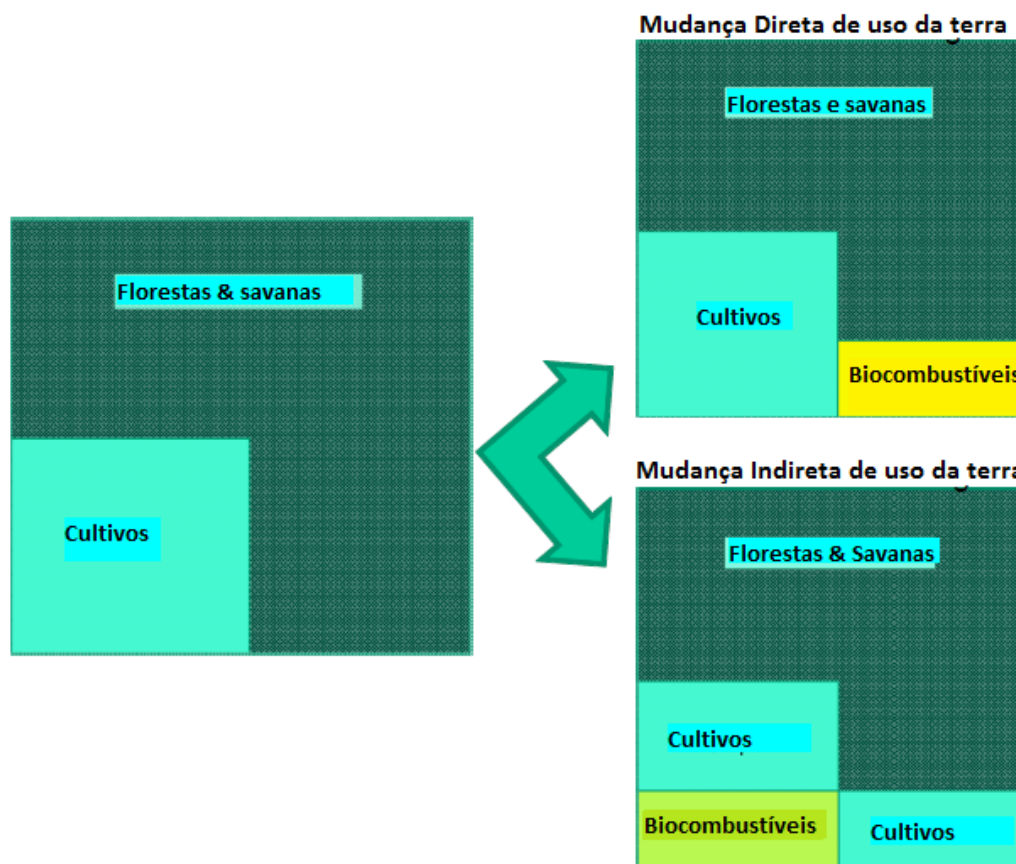 Mudança Direta de uso da terra
Florestas e savanas
Florestas & savanas
Cultivos
Biocombustíveis
Cultivos
Mudança Indireta de uso da terra
Florestas & Savanas
Cultivos
Biocombustíveis
Cultivos